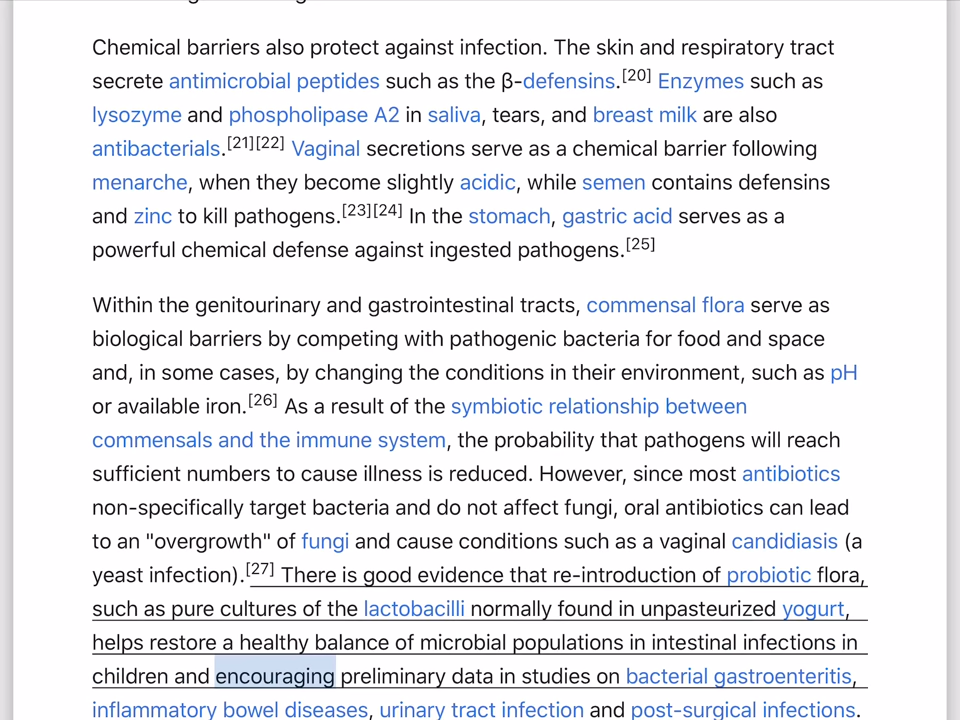 Chemical barriers also protect against infection. The skin and respiratory tract
secrete antimicrobial peptides such as the β-defensins.[20] Enzymes such as
lysozyme and phospholipase A2 in saliva, tears, and breast milk are also
antibacterials.[21][22] Vaginal secretions serve as a chemical barrier following
menarche, when they become slightly acidic, while semen contains defensins
and zinc to kill pathogens.[23][24] In the stomach, gastric acid serves as a
powerful chemical defense against ingested pathogens.[25]
Within the genitourinary and gastrointestinal tracts, commensal flora serve as
biological barriers by competing with pathogenic bacteria for food and space
and, in some cases, by changing the conditions in their environment, such as pH
or available iron.[26] As a result of the symbiotic relationship between
commensals and the immune system, the probability that pathogens will reach
sufficient numbers to cause illness is reduced. However, since most antibiotics
non-specifically target bacteria and do not affect fungi, oral antibiotics can lead
to an "overgrowth" of fungi and cause conditions such as a vaginal candidiasis (a
yeast infection).[27] There is good evidence that re-introduction of probiotic flora,
such as pure cultures of the lactobacilli normally found in unpasteurized yogurt,
helps restore a healthy balance of microbial populations in intestinal infections in
children and encouraging preliminary data in studies on bacterial gastroenteritis,
inflammatory bowel diseases, urinary tract infection and post-surgical infections.